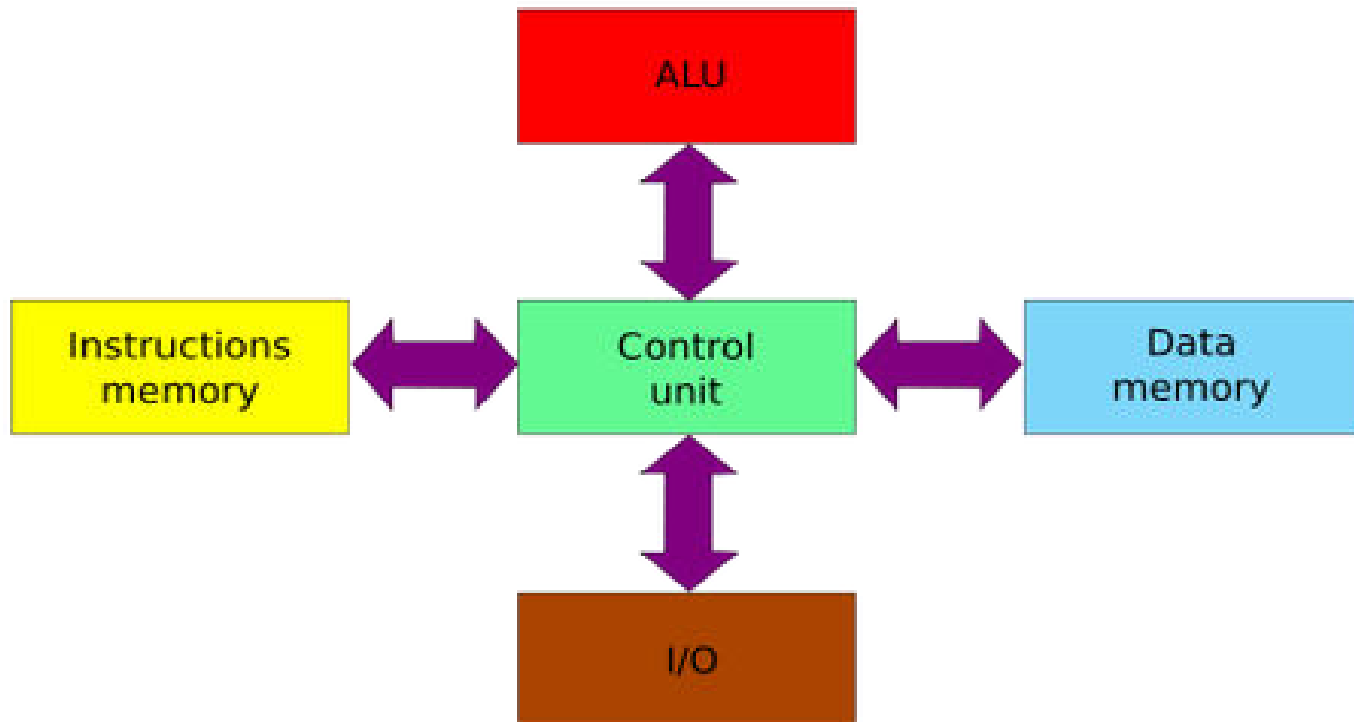 ALU
Instructions
memory
Control
unit
Data
memory
I/O